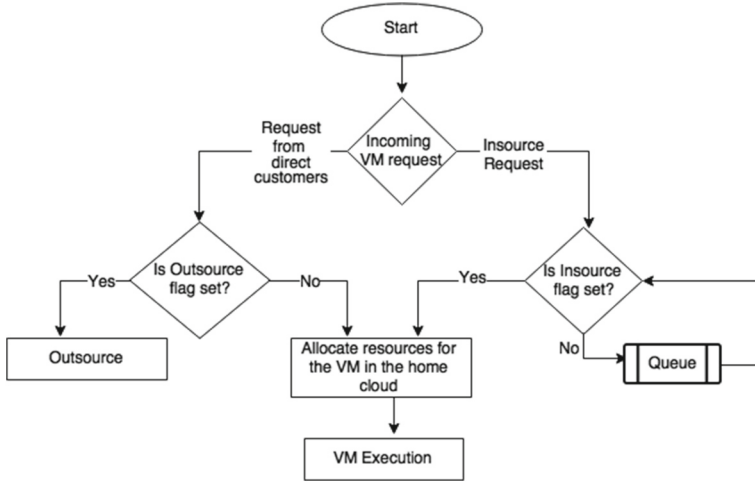 Start
Incoming
VM request
Request
from
direct
customers
Insource
Request
Is Outsource
flag set?
Is Insource
flag set?
Yes
No
Yes
No
Outsource
Allocate resources for
the VM in the home
cloud
Queue
VM Execution